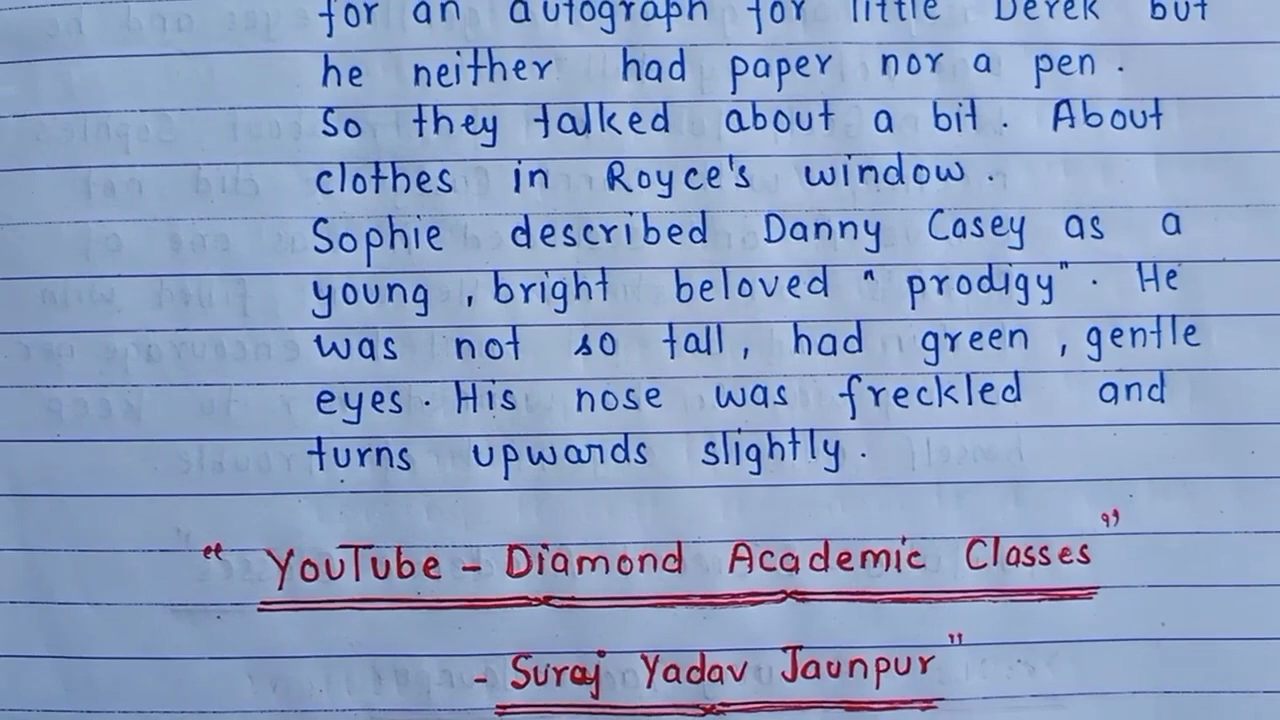 for an autograph for little Derek but
he neither had paper nor a pen.
So they talked about a bit. About
clothes in Royce's window.
Sophie described Danny Casey as a
young, bright beloved "prodigy". He
was not so tall, had green, gentle
eyes. His nose was freckled and
turns upwards slightly.
"YouTube - Diamond Academic Classes"
- Suraj Yadav Jaunpur"